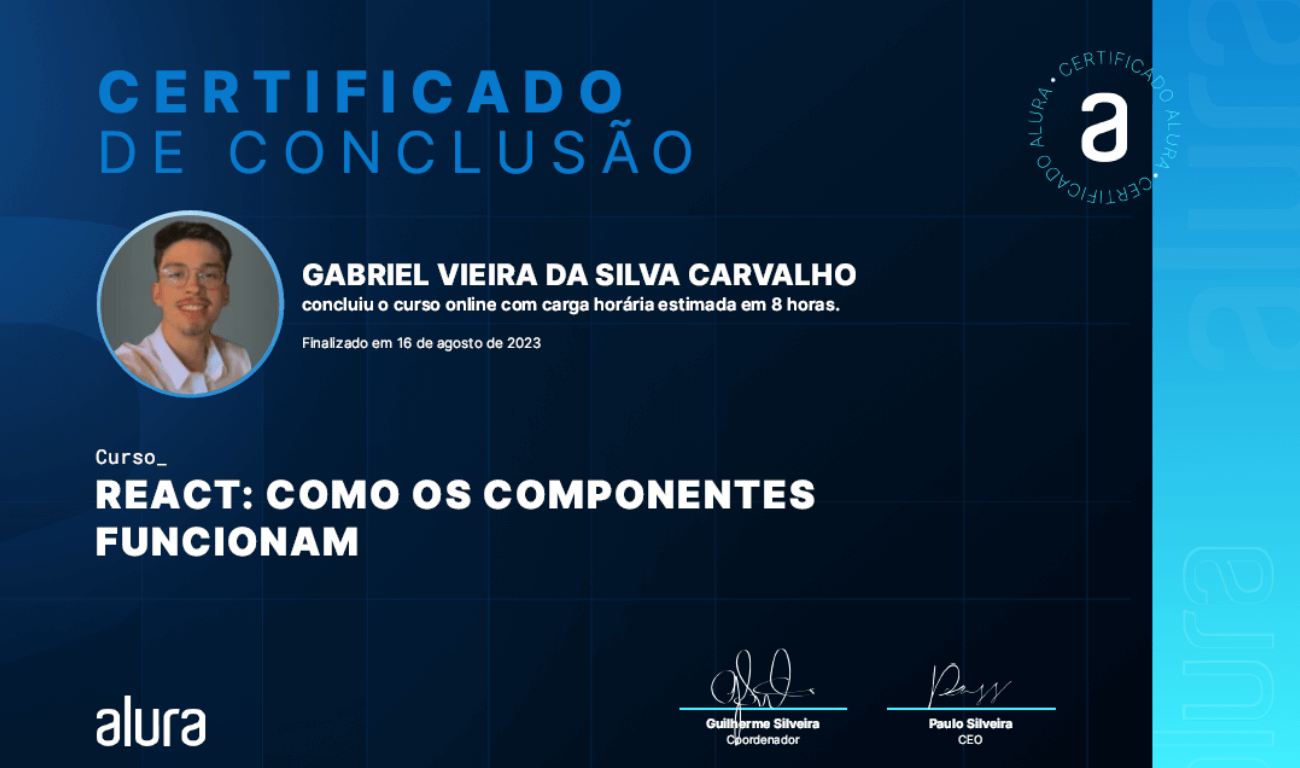 CERTIFICADO
DE CONCLUSÃO
CERTIFICADO ALURA • CERTIFICADO ALURA •
a
GABRIEL VIEIRA DA SILVA CARVALHO
concluiu o curso online com carga horária estimada em 8 horas.
Finalizado em 16 de agosto de 2023
Curso_
REACT: COMO OS COMPONENTES
FUNCIONAM
alura
Guilherme Silveira
Coordenador
Paulo Silveira
CEO
alura
alura